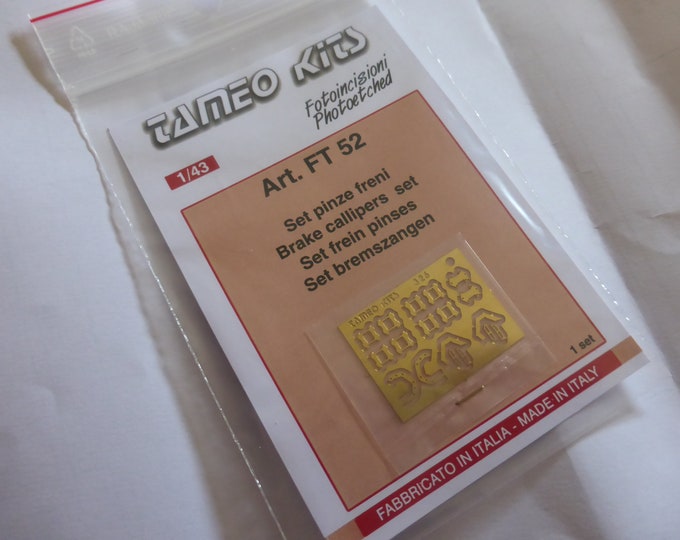 TAMEO KITS
Fotoincisioni
Photoetched
1/43
Art. FT 52
Set pinze freni
Brake callipers set
Set frein pinses
Set bremszangen
TAMEO KITS
1 set
FABBRICATO IN ITALIA - MADE IN ITALY